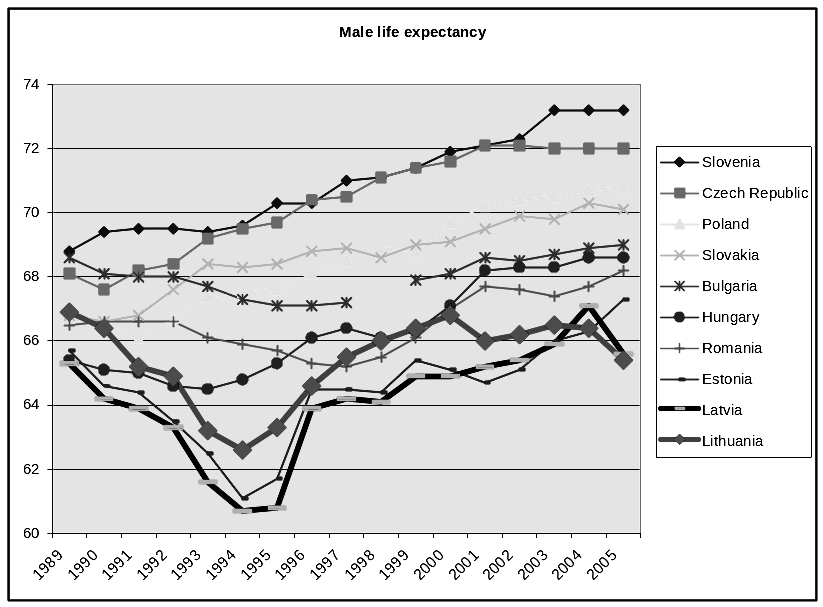 Male life expectancy
74
72
70
68
66
64
62
60
1989
1990
1991
1992
1993
1994
1995
1996
1997
1998
1999
2000
2001
2002
2003
2004
2005
Slovenia
Czech Republic
Poland
Slovakia
Bulgaria
Hungary
Romania
Estonia
Latvia
Lithuania